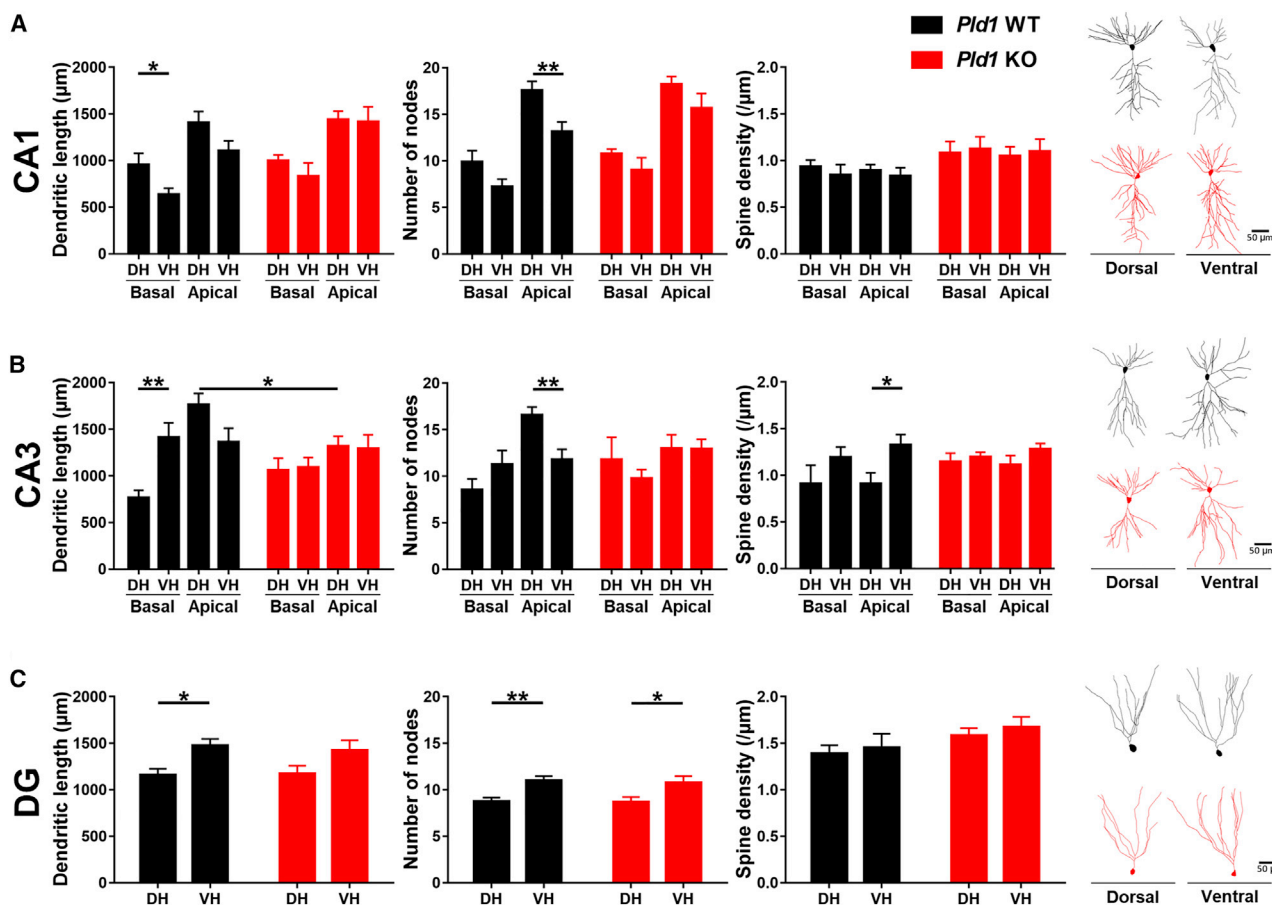 A
Pld1 WT
Pld1 KO
CA1
Dendritic length (µm)
2000
1500
1000
500
0
DH VH DH VH DH VH DH VH
Basal Apical Basal Apical
*
Number of nodes
20
15
10
5
0
DH VH DH VH DH VH DH VH
Basal Apical Basal Apical
**
Spine density (/µm)
2.0
1.5
1.0
0.5
0.0
DH VH DH VH DH VH DH VH
Basal Apical Basal Apical
50 µm
Dorsal Ventral
B
CA3
Dendritic length (µm)
2000
1500
1000
500
0
DH VH DH VH DH VH DH VH
Basal Apical Basal Apical
**
*
Number of nodes
20
15
10
5
0
DH VH DH VH DH VH DH VH
Basal Apical Basal Apical
**
Spine density (/µm)
2.0
1.5
1.0
0.5
0.0
DH VH DH VH DH VH DH VH
Basal Apical Basal Apical
*
50 µm
Dorsal Ventral
C
DG
Dendritic length (µm)
2000
1500
1000
500
0
DH VH DH VH
*
Number of nodes
20
15
10
5
0
DH VH DH VH
**
*
Spine density (/µm)
2.0
1.5
1.0
0.5
0.0
DH VH DH VH
50 µ
Dorsal Ventral